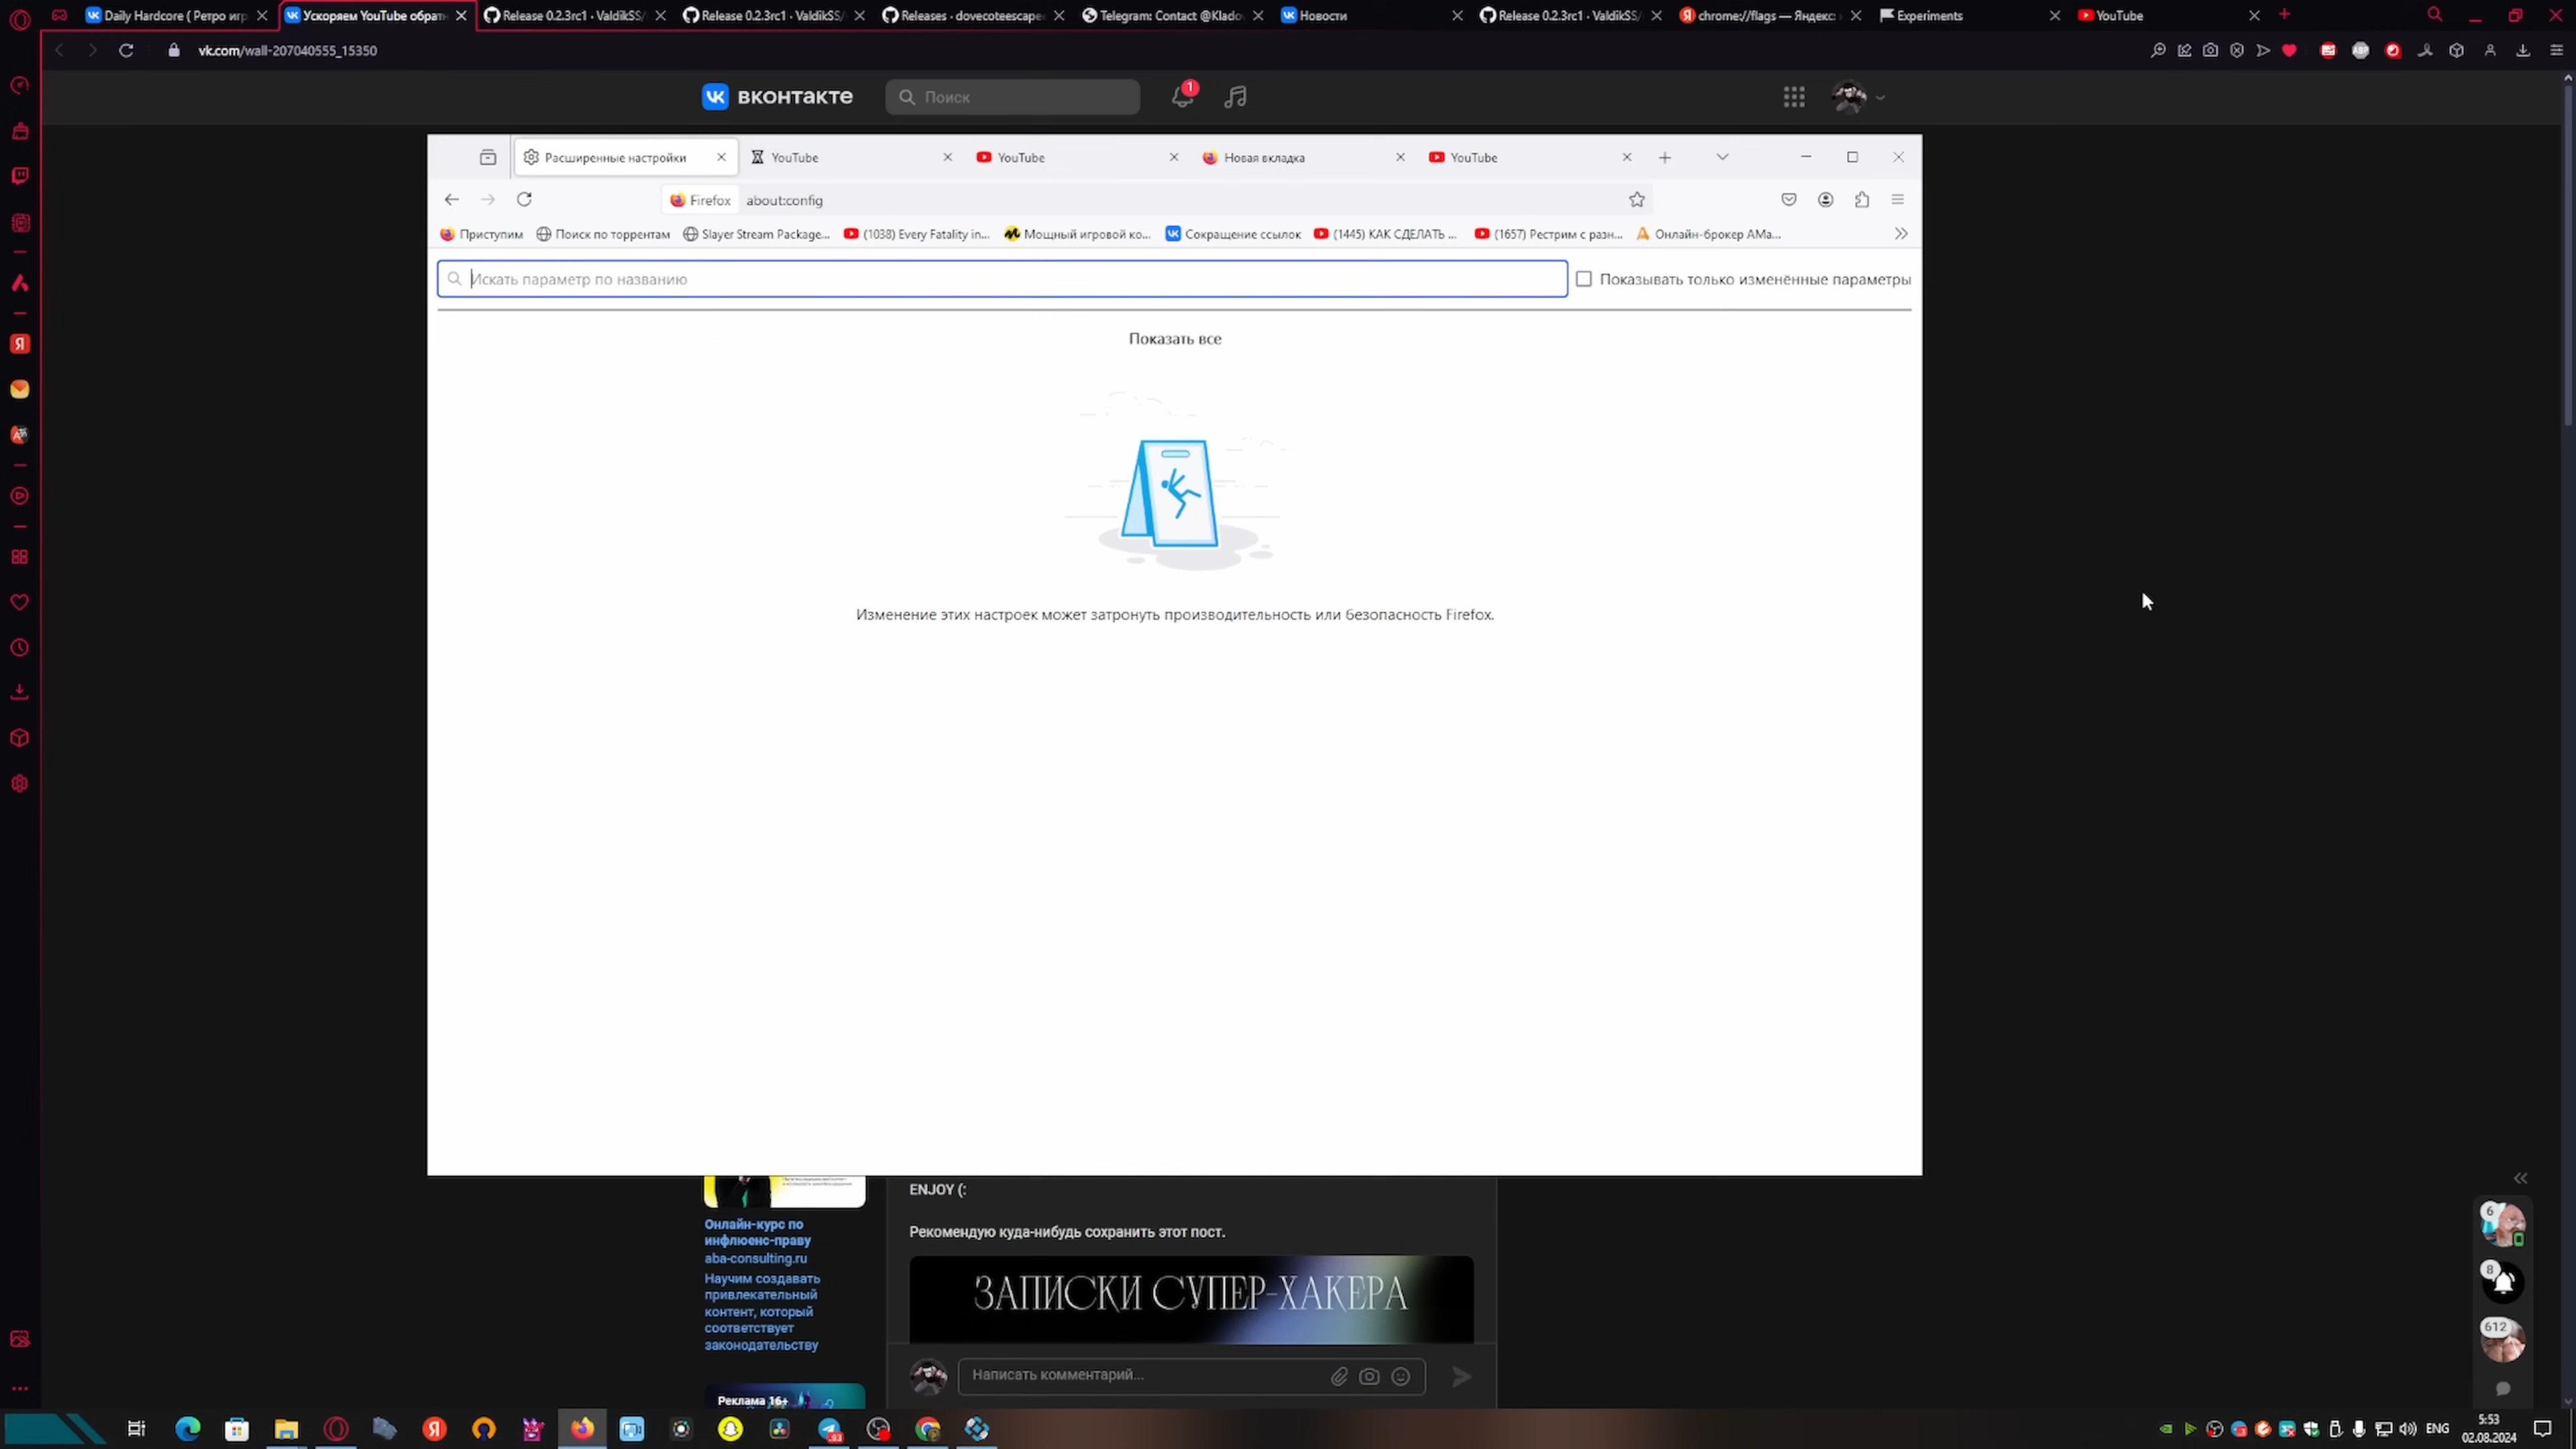 Daily Hardcore ( Ретро игр
Ускоряем YouTube обратн
Release 0.2.3rc1 · ValdikSS/
Release 0.2.3rc1 · ValdikSS/
Releases · dovecoteescape
Telegram: Contact @Klado
Новости
Release 0.2.3rc1 · ValdikSS/
chrome://flags — Яндекс:
Experiments
YouTube
vk.com/wall-207040555_15350
вконтакте
Поиск
1
Расширенные настройки
YouTube
YouTube
Новая вкладка
YouTube
Firefox
about:config
Приступим
Поиск по торрентам
Slayer Stream Package...
(1038) Every Fatality in...
Мощный игровой ко...
Сокращение ссылок
(1445) КАК СДЕЛАТЬ ...
(1657) Рестрим с разн...
Онлайн-брокер АМа...
Искать параметр по названию
Показывать только изменённые параметры
Показать все
Изменение этих настроек может затронуть производительность или безопасность Firefox.
ENJOY (:
Рекомендую куда-нибудь сохранить этот пост.
ЗАПИСКИ СУПЕР-ХАКЕРА
Онлайн-курс по
инфлюенс-праву
aba-consulting.ru
Научим создавать
привлекательный
контент, который
соответствует
законодательству
Реклама 16+
Написать комментарий...
6
8
612
ENG
5:53
02.08.2024